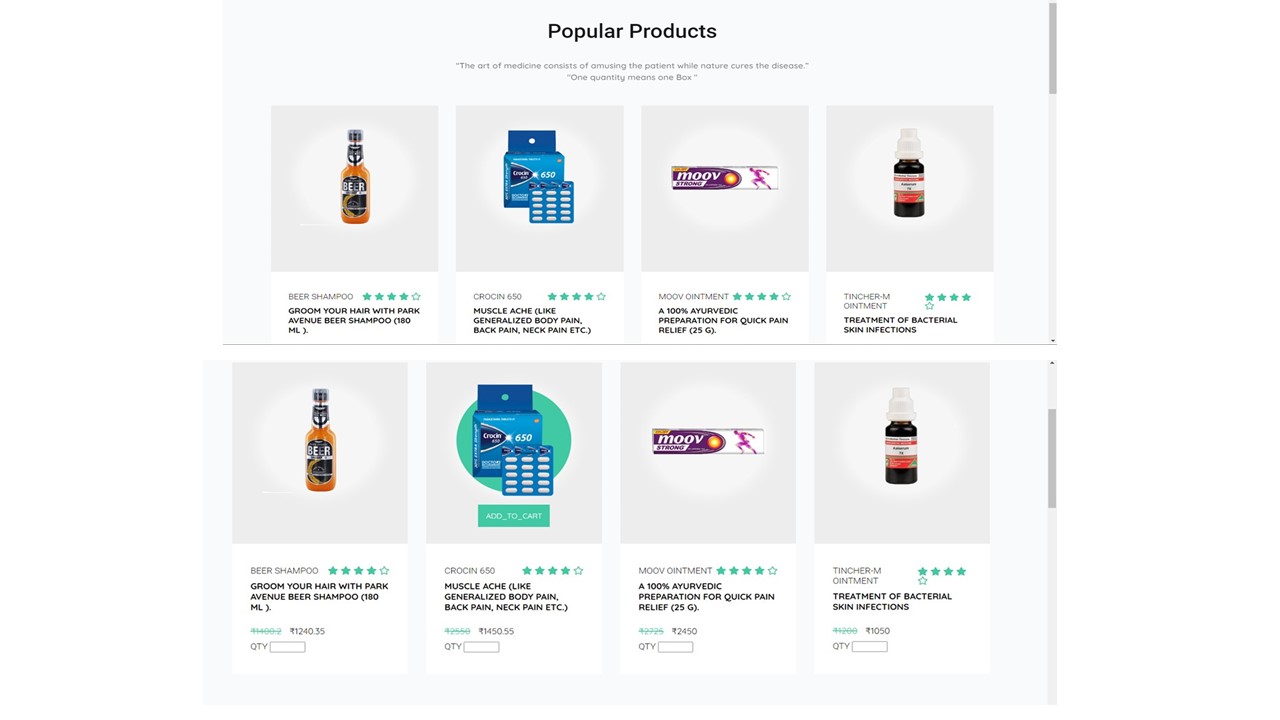 Popular Products
"The art of medicine consists of amusing the patient while nature cures the disease."
"One quantity means one Box "
BEER
Crocin 650
650
moov
STRONG
BEER SHAMPOO
GROOM YOUR HAIR WITH PARK
AVENUE BEER SHAMPOO (180
ML ).
CROCIN 650
MUSCLE ACHE (LIKE
GENERALIZED BODY PAIN,
BACK PAIN, NECK PAIN ETC.)
MOOV OINTMENT
A 100% AYURVEDIC
PREPARATION FOR QUICK PAIN
RELIEF (25 G).
TINCHER-M
OINTMENT
TREATMENT OF BACTERIAL
SKIN INFECTIONS
BEER
Crocin 650
650
moov
STRONG
ADD_TO_CART
BEER SHAMPOO
GROOM YOUR HAIR WITH PARK
AVENUE BEER SHAMPOO (180
ML ).
₹1400.2 ₹1240.35
QTY
CROCIN 650
MUSCLE ACHE (LIKE
GENERALIZED BODY PAIN,
BACK PAIN, NECK PAIN ETC.)
₹2550 ₹1450.55
QTY
MOOV OINTMENT
A 100% AYURVEDIC
PREPARATION FOR QUICK PAIN
RELIEF (25 G).
₹2725 ₹2450
QTY
TINCHER-M
OINTMENT
TREATMENT OF BACTERIAL
SKIN INFECTIONS
₹1200 ₹1050
QTY